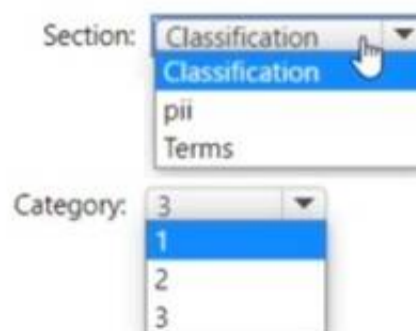 Section: Classification
Classification
pii
Terms
Category: 3
1
2
3